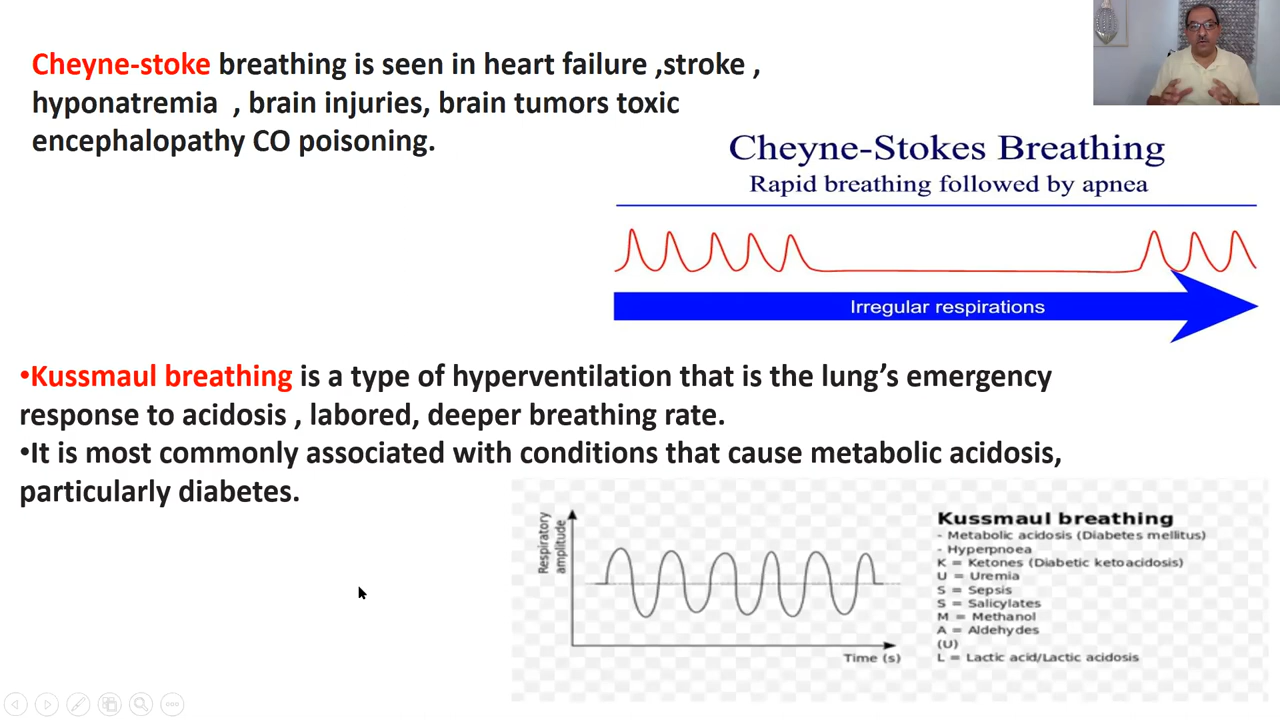 Cheyne-stoke breathing is seen in heart failure ,stroke ,
hyponatremia , brain injuries, brain tumors toxic
encephalopathy CO poisoning.
Cheyne-Stokes Breathing
Rapid breathing followed by apnea
Irregular respirations
•Kussmaul breathing is a type of hyperventilation that is the lung’s emergency
response to acidosis , labored, deeper breathing rate.
•It is most commonly associated with conditions that cause metabolic acidosis,
particularly diabetes.
Respiratory
amplitude
Time (s)
Kussmaul breathing
- Metabolic acidosis (Diabetes mellitus)
- Hyperpnoea
K = Ketones (Diabetic ketoacidosis)
U = Uremia
S = Sepsis
S = Salicylates
M = Methanol
A = Aldehydes
(U)
L = Lactic acid/Lactic acidosis